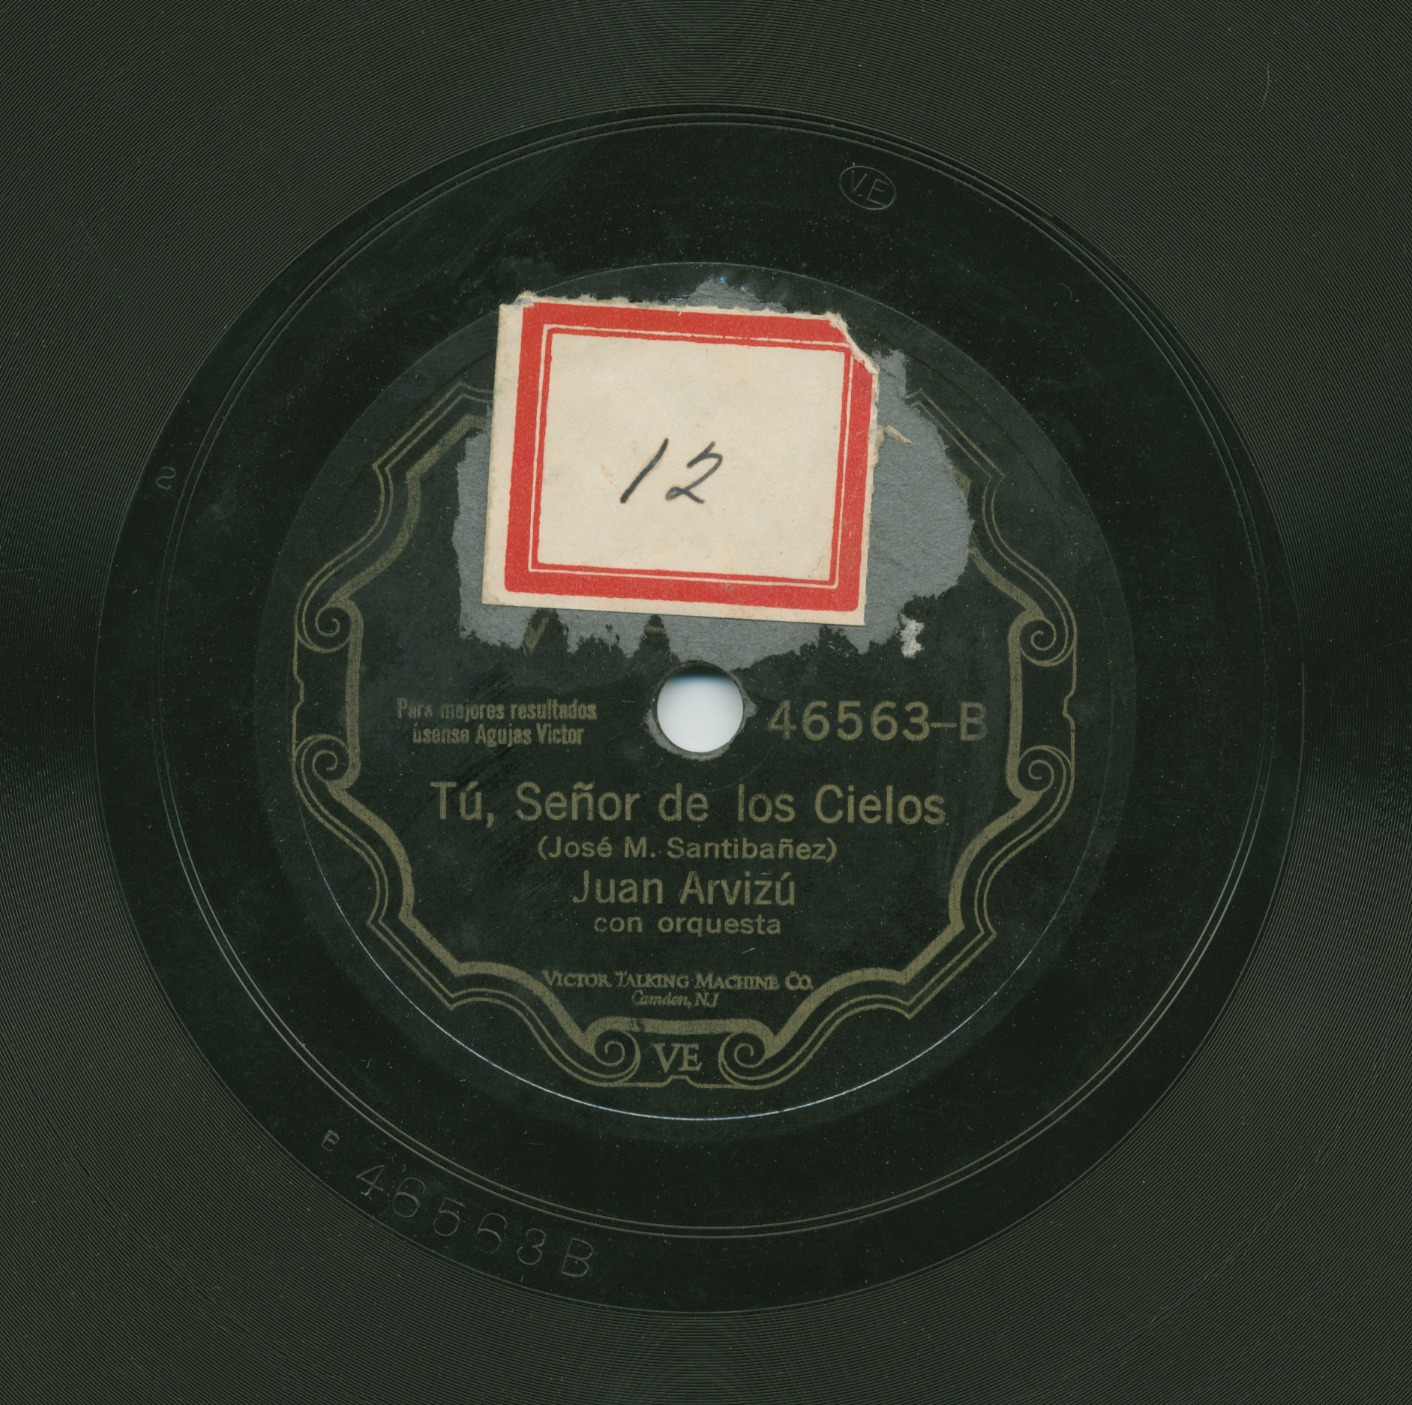 VE
12
Para mejores resultados
úsense Agujas Victor
46563-B
Tú, Señor de los Cielos
(José M. Santibañez)
Juan Arvizú
con orquesta
VICTOR TALKING MACHINE CO.
Camden, N.J
VE
B
46563B